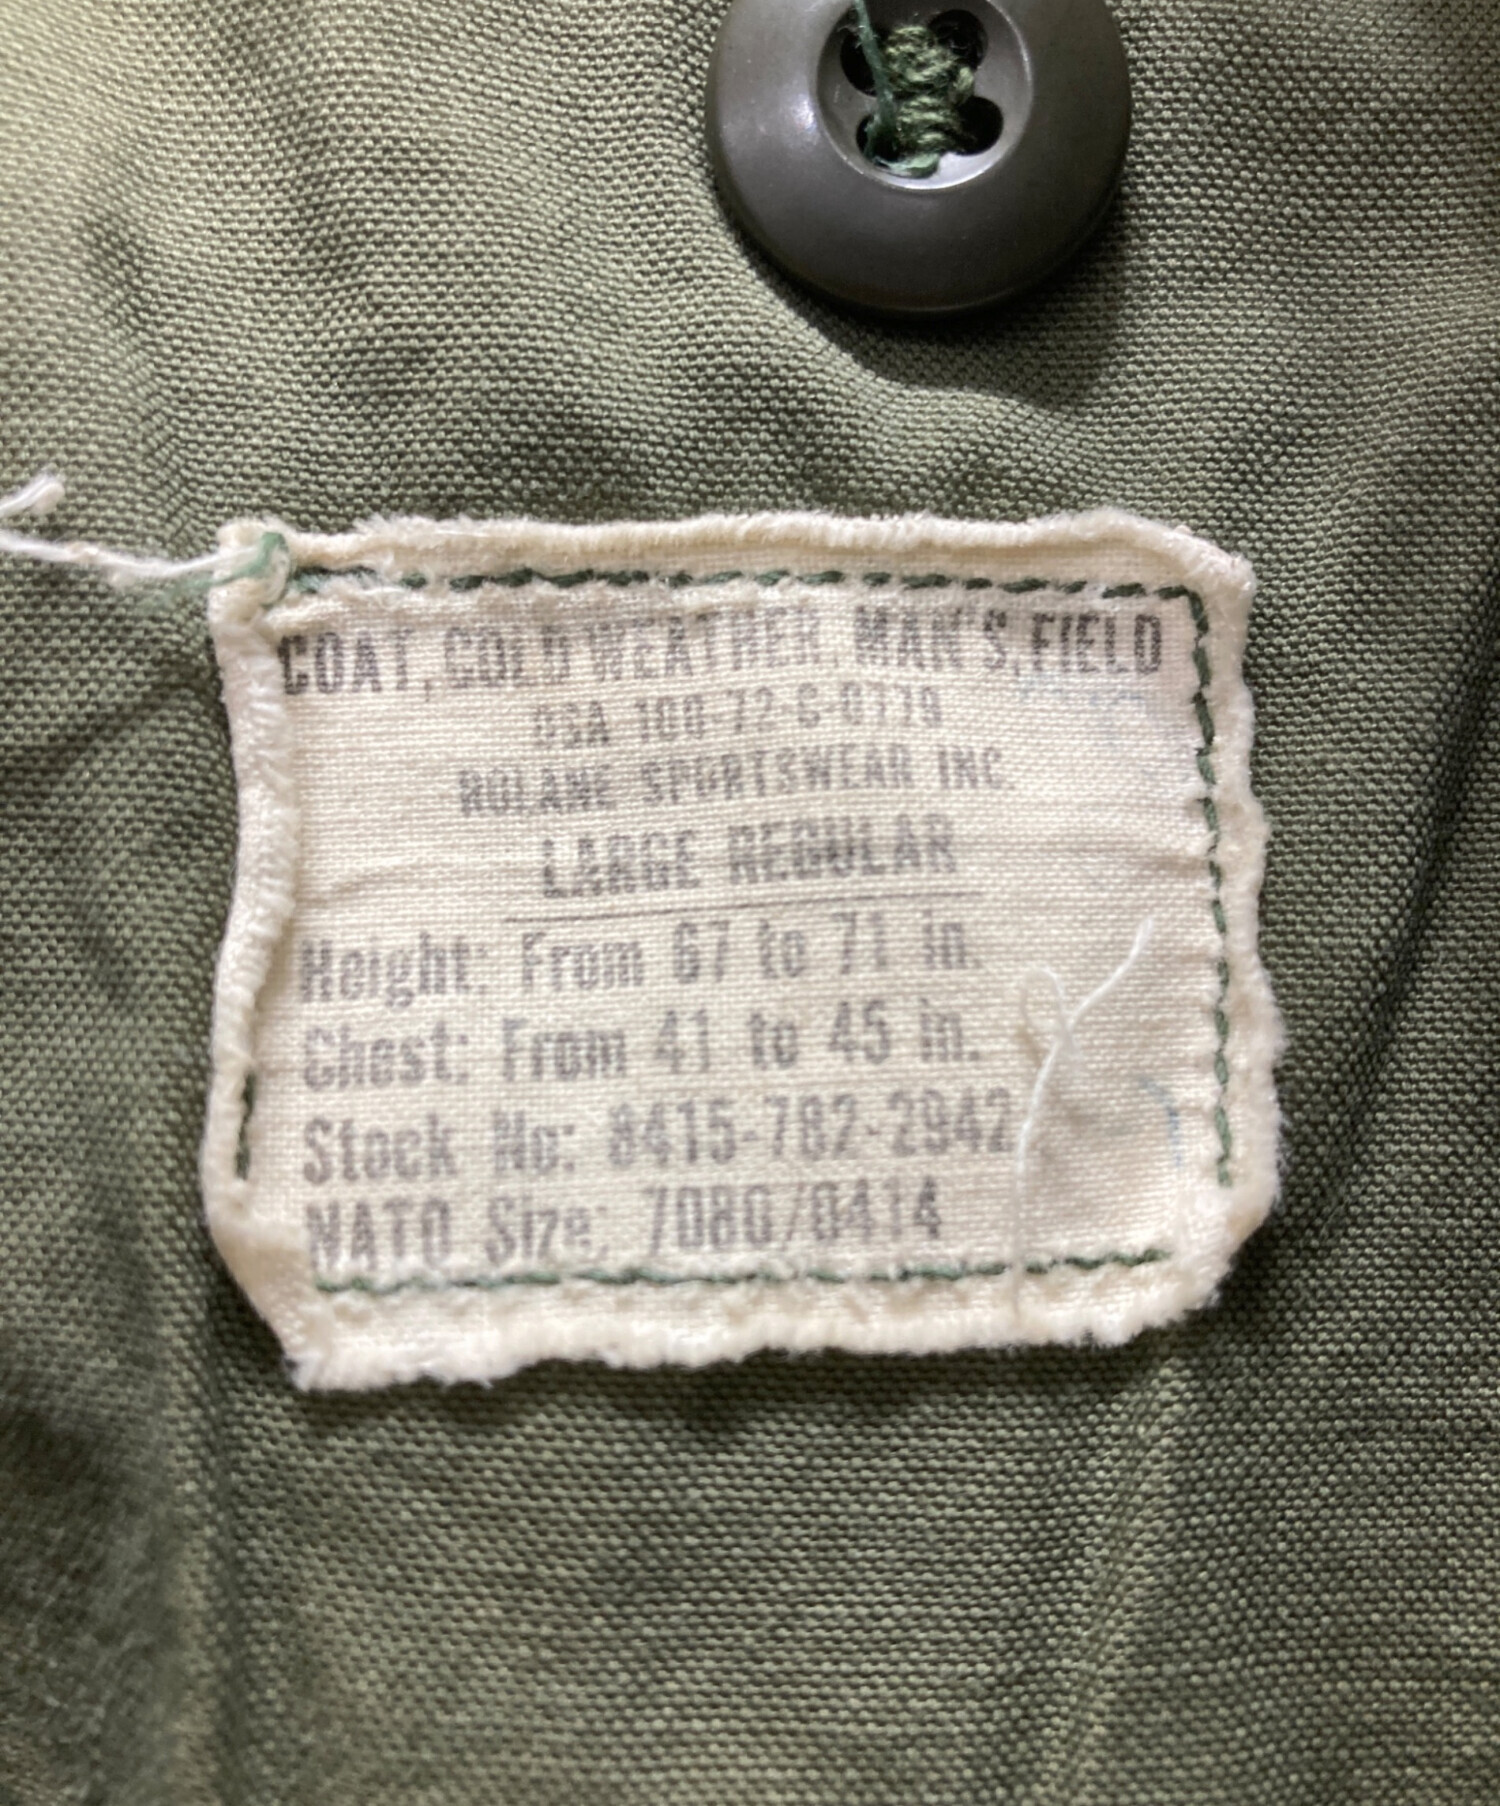 COAT, COLD WEATHER, MAN'S, FIELD
DSA 100-72-C-0779
ROLANE SPORTSWEAR INC.
LARGE REGULAR
Height: From 67 to 71 in.
Chest: From 41 to 45 in.
Stock No: 8415-782-2942
NATO Size: 7080/0414